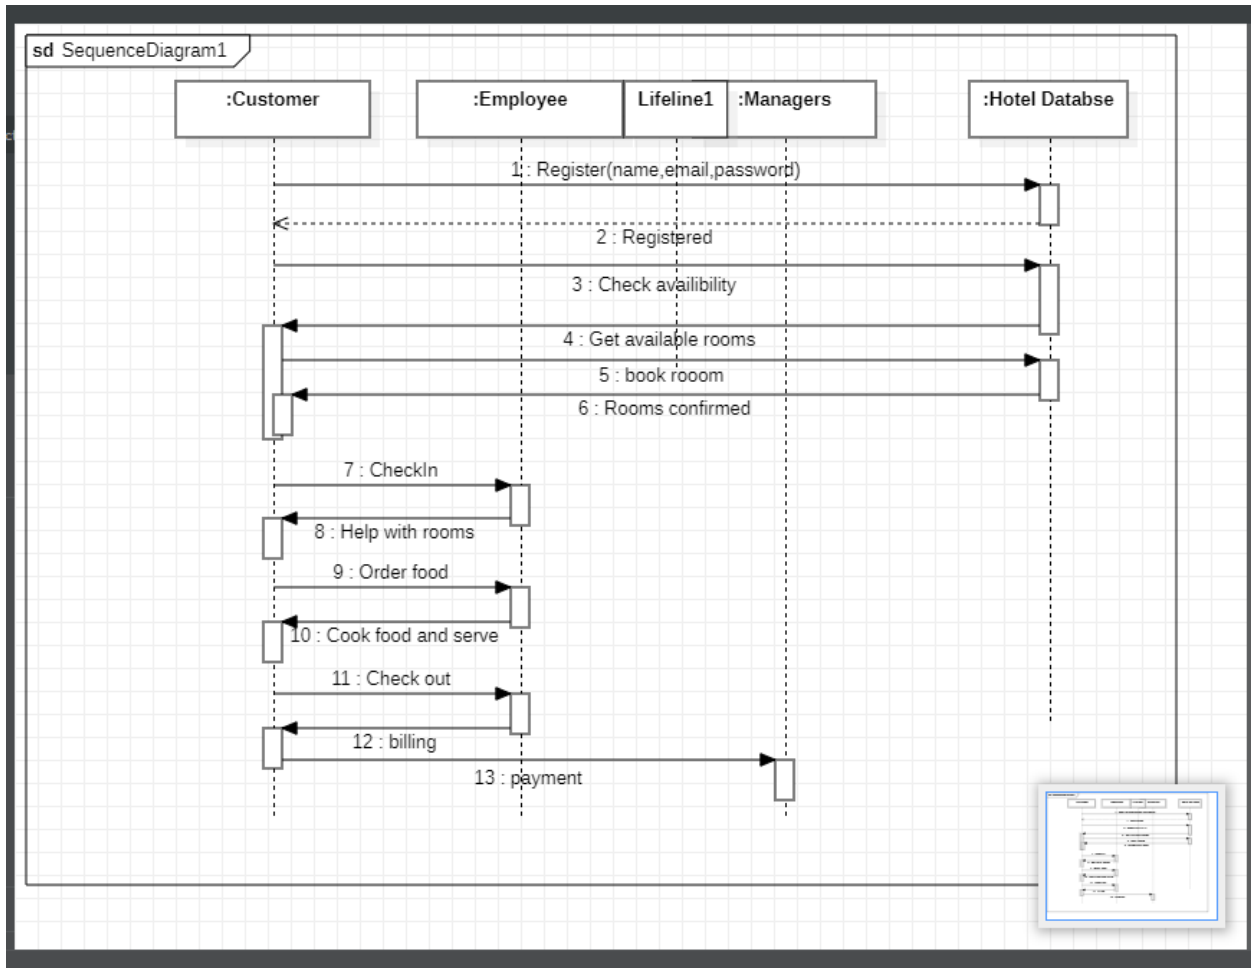 sd SequenceDiagram1
:Customer
:Employee
Lifeline1
:Managers
:Hotel Databse
1 : Register(name,email,password)
2 : Registered
3 : Check availibility
4 : Get available rooms
5 : book rooom
6 : Rooms confirmed
7 : CheckIn
8 : Help with rooms
9 : Order food
10 : Cook food and serve
11 : Check out
12 : billing
13 : payment